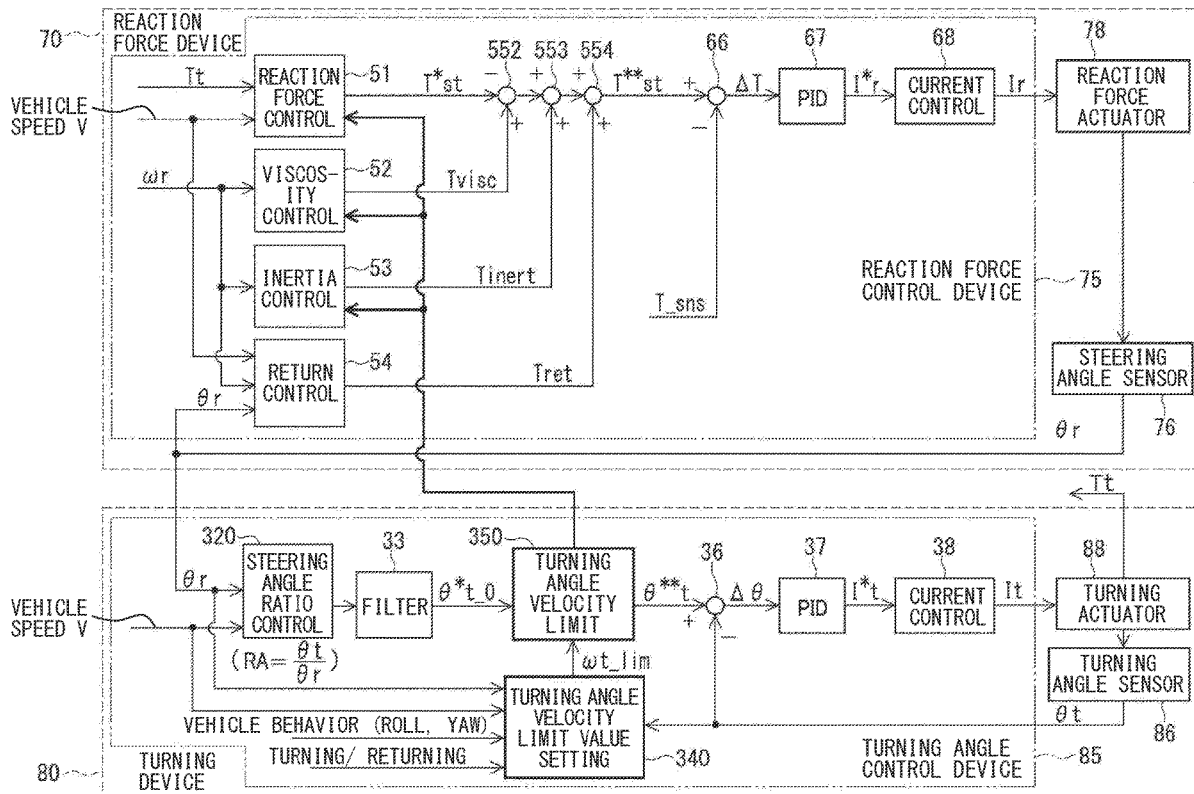 REACTION
FORCE DEVICE
70
Tt
VEHICLE
SPEED V
REACTION
FORCE
CONTROL
51
T*st
552
553
554
T**st
66
ΔT
67
PID
I*r
68
CURRENT
CONTROL
Ir
78
REACTION
FORCE
ACTUATOR
- + + + + + + -
ωr
VISCOS-
ITY
CONTROL
52
Tvisc
INERTIA
CONTROL
53
Tinert
T_sns
REACTION FORCE
CONTROL DEVICE
75
RETURN
CONTROL
54
Tret
θr
STEERING
ANGLE SENSOR
76
θr
Tt
320
STEERING
ANGLE
RATIO
CONTROL
θr
VEHICLE
SPEED V
(RA=θt/θr)
33
FILTER
θ*t_0
350
TURNING
ANGLE
VELOCITY
LIMIT
θ**t
36
+ -
Δθ
37
PID
I*t
38
CURRENT
CONTROL
It
88
TURNING
ACTUATOR
TURNING
ANGLE SENSOR
86
θt
ωt_lim
TURNING ANGLE
VELOCITY
LIMIT VALUE
SETTING
340
VEHICLE BEHAVIOR (ROLL, YAW)
TURNING/ RETURNING
TURNING ANGLE
CONTROL DEVICE
85
80
TURNING
DEVICE